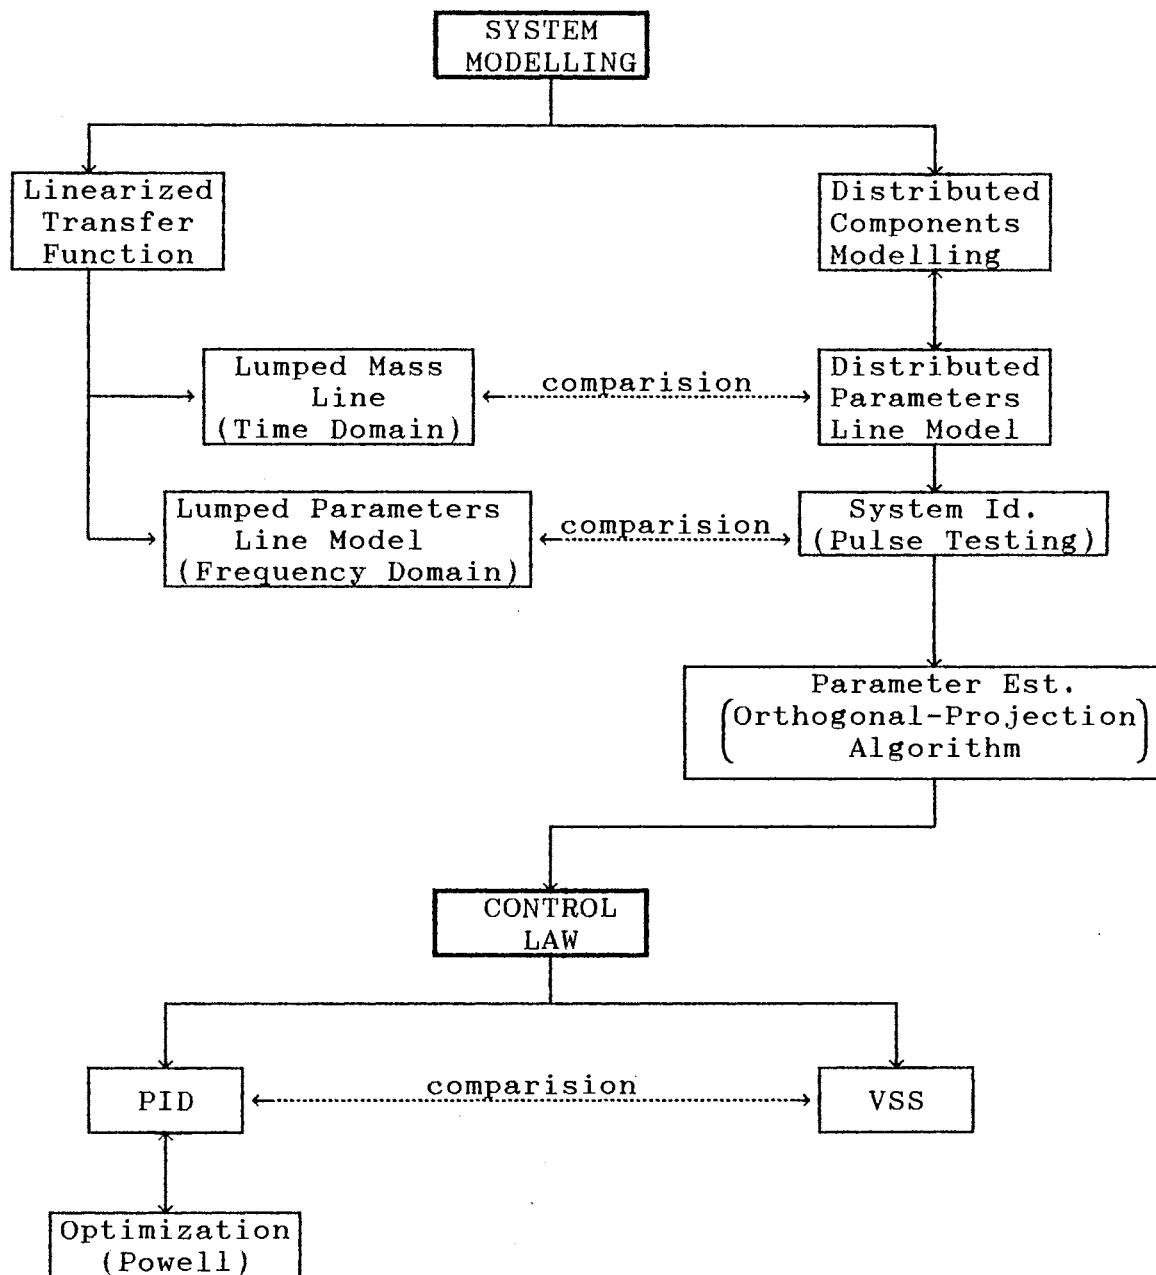 SYSTEM
MODELLING
Linearized
Transfer
Function
Distributed
Components
Modelling
Lumped Mass
Line
(Time Domain)
comparision
Distributed
Parameters
Line Model
Lumped Parameters
Line Model
(Frequency Domain)
comparision
System Id.
(Pulse Testing)
Parameter Est.
(Orthogonal-Projection)
Algorithm
CONTROL
LAW
PID
comparision
VSS
Optimization
(Powell)